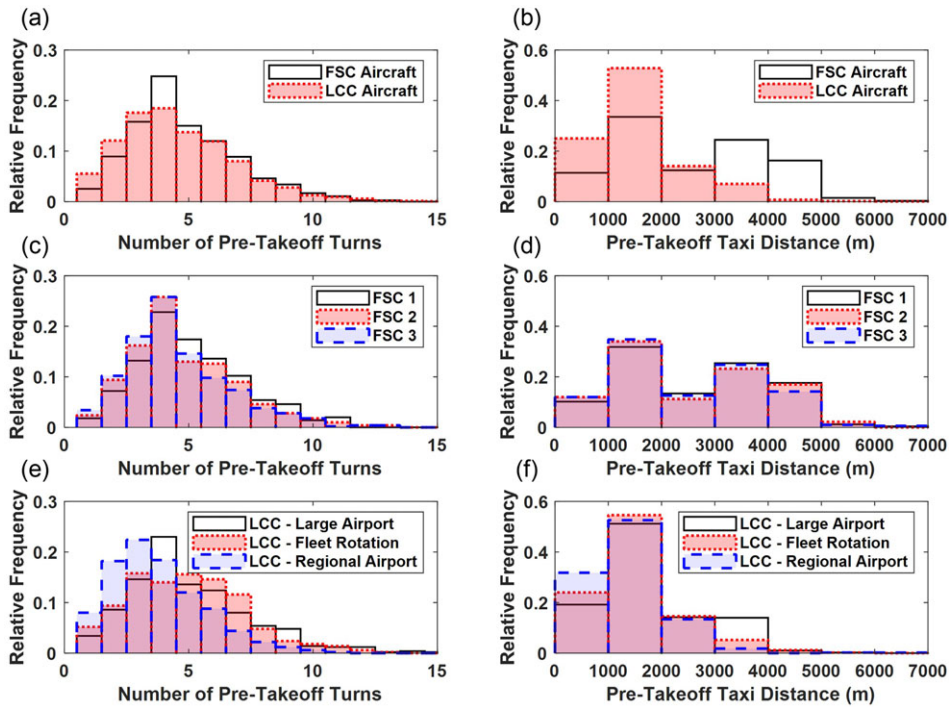 (a)
Relative Frequency
0.3
0.2
0.1
0
FSC Aircraft
LCC Aircraft
0 5 10 15
Number of Pre-Takeoff Turns
(b)
Relative Frequency
0.6
0.4
0.2
0
FSC Aircraft
LCC Aircraft
0 1000 2000 3000 4000 5000 6000 7000
Pre-Takeoff Taxi Distance (m)
(c)
Relative Frequency
0.3
0.2
0.1
0
FSC 1
FSC 2
FSC 3
0 5 10 15
Number of Pre-Takeoff Turns
(d)
Relative Frequency
0.6
0.4
0.2
0
FSC 1
FSC 2
FSC 3
0 1000 2000 3000 4000 5000 6000 7000
Pre-Takeoff Taxi Distance (m)
(e)
Relative Frequency
0.3
0.2
0.1
0
LCC - Large Airport
LCC - Fleet Rotation
LCC - Regional Airport
0 5 10 15
Number of Pre-Takeoff Turns
(f)
Relative Frequency
0.6
0.4
0.2
0
LCC - Large Airport
LCC - Fleet Rotation
LCC - Regional Airport
0 1000 2000 3000 4000 5000 6000 7000
Pre-Takeoff Taxi Distance (m)